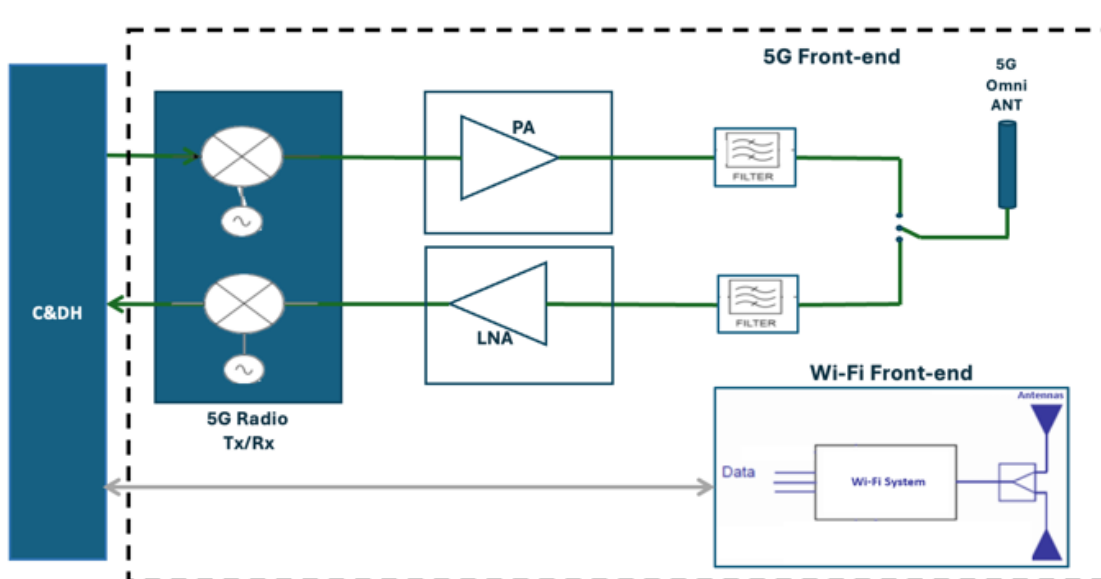 5G Front-end
5G
Omni
ANT
PA
FILTER
C&DH
LNA
FILTER
5G Radio
Tx/Rx
Wi-Fi Front-end
Antennas
Data
Wi-Fi System